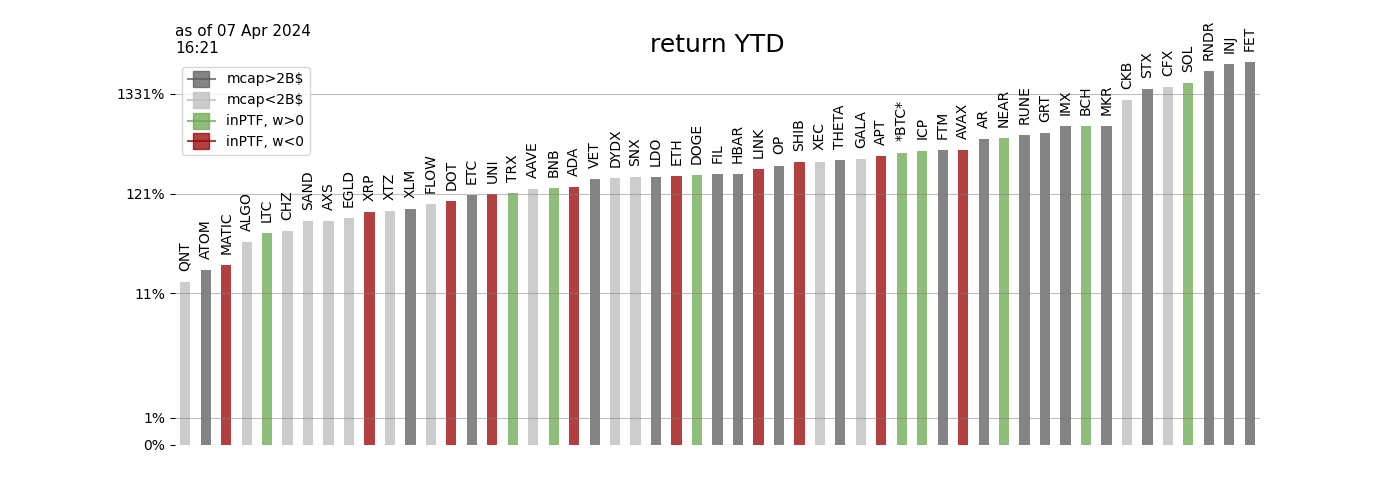 as of 07 Apr 2024
16:21
return YTD
mcap>2B$
mcap<2B$
inPTF, w>0
inPTF, w<0
1331%
121%
11%
1%
0%
QNT
ATOM
MATIC
ALGO
LTC
CHZ
SAND
AXS
EGLD
XRP
XTZ
XLM
FLOW
DOT
ETC
UNI
TRX
AAVE
BNB
ADA
VET
DYDX
SNX
LDO
ETH
DOGE
FIL
HBAR
LINK
OP
SHIB
XEC
THETA
GALA
APT
*BTC*
ICP
FTM
AVAX
AR
NEAR
RUNE
GRT
IMX
BCH
MKR
CKB
STX
CFX
SOL
RNDR
INJ
FET